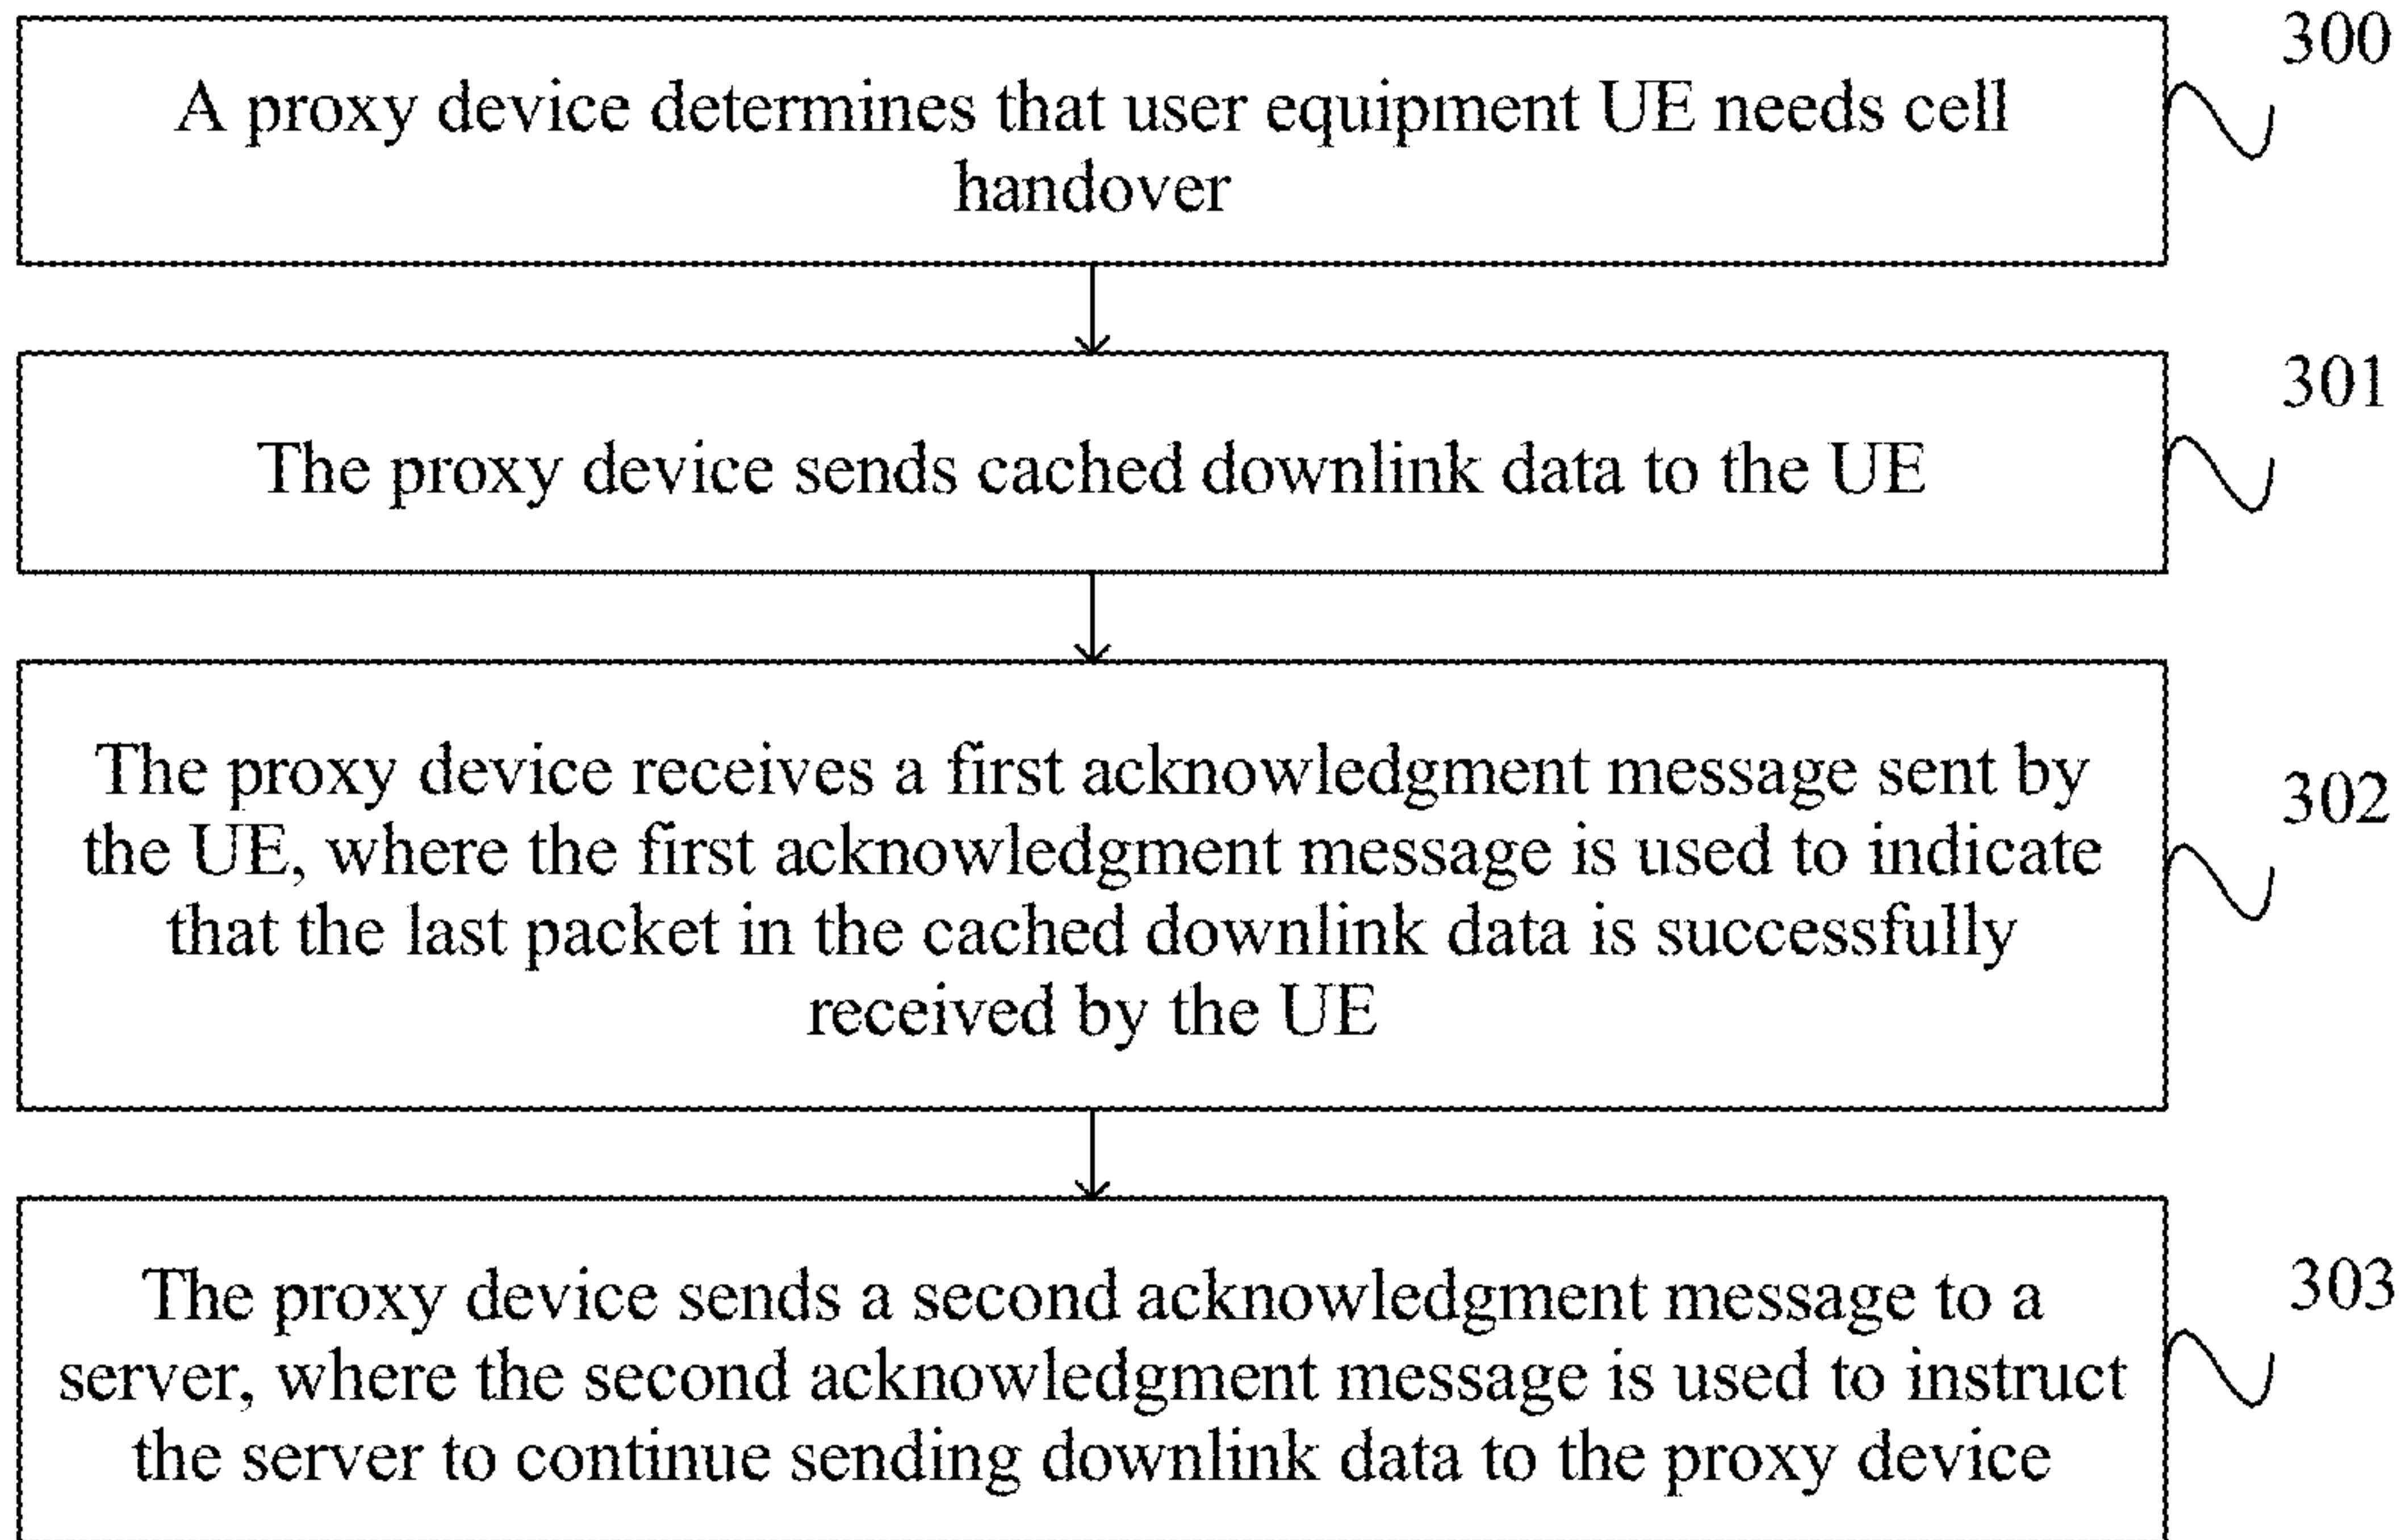 A proxy device determines that user equipment UE needs cell
handover
300
The proxy device sends cached downlink data to the UE
301
The proxy device receives a first acknowledgment message sent by
the UE, where the first acknowledgment message is used to indicate
that the last packet in the cached downlink data is successfully
received by the UE
302
The proxy device sends a second acknowledgment message to a
server, where the second acknowledgment message is used to instruct
the server to continue sending downlink data to the proxy device
303